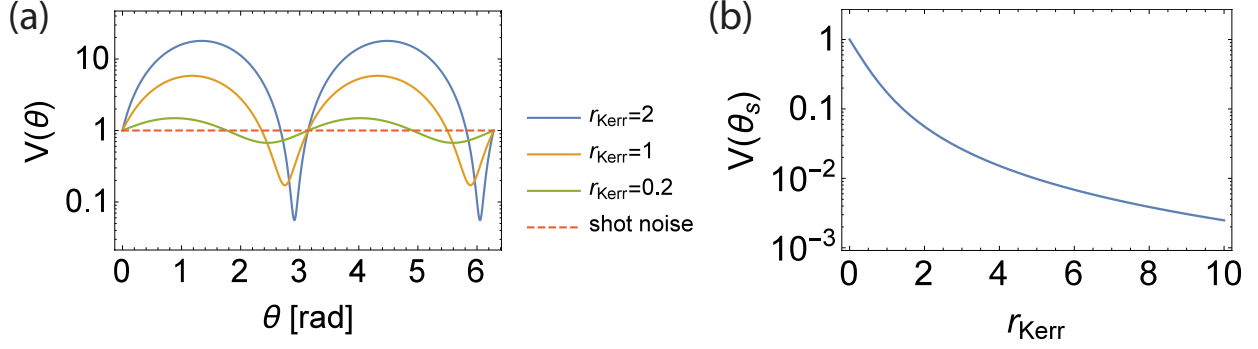 (a)
V(θ)
10
1
0.1
0 1 2 3 4 5 6
θ [rad]
r_Kerr=2
r_Kerr=1
r_Kerr=0.2
shot noise
(b)
V(θ_s)
1
0.1
10⁻²
10⁻³
0 2 4 6 8 10
r_Kerr